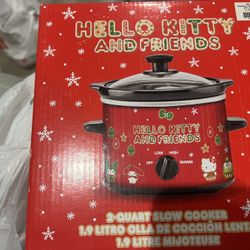 HELLO KITTY
AND FRIENDS
HELLO KITTY
AND FRIENDS
LOW HIGH
OFF WARM
2-QUART SLOW COOKER
1.9 LITRO OLLA DE COCCIÓN LEN
1.9 LITRE MIJOTEUSE